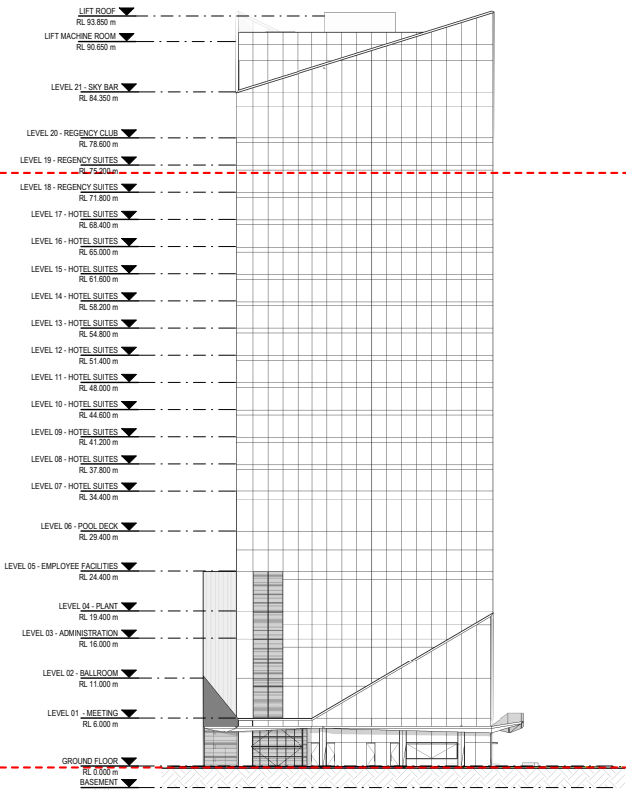 LIFT ROOF
RL 93.850 m
LIFT MACHINE ROOM
RL 90.650 m
LEVEL 21 - SKY BAR
RL 84.350 m
LEVEL 20 - REGENCY CLUB
RL 78.600 m
LEVEL 19 - REGENCY SUITES
RL 75.200 m
LEVEL 18 - REGENCY SUITES
RL 71.800 m
LEVEL 17 - HOTEL SUITES
RL 68.400 m
LEVEL 16 - HOTEL SUITES
RL 65.000 m
LEVEL 15 - HOTEL SUITES
RL 61.600 m
LEVEL 14 - HOTEL SUITES
RL 58.200 m
LEVEL 13 - HOTEL SUITES
RL 54.800 m
LEVEL 12 - HOTEL SUITES
RL 51.400 m
LEVEL 11 - HOTEL SUITES
RL 48.000 m
LEVEL 10 - HOTEL SUITES
RL 44.600 m
LEVEL 09 - HOTEL SUITES
RL 41.200 m
LEVEL 08 - HOTEL SUITES
RL 37.800 m
LEVEL 07 - HOTEL SUITES
RL 34.400 m
LEVEL 06 - POOL DECK
RL 29.400 m
LEVEL 05 - EMPLOYEE FACILITIES
RL 24.400 m
LEVEL 04 - PLANT
RL 19.400 m
LEVEL 03 - ADMINISTRATION
RL 16.000 m
LEVEL 02 - BALLROOM
RL 11.000 m
LEVEL 01 - MEETING
RL 6.000 m
GROUND FLOOR
RL 0.000 m
BASEMENT